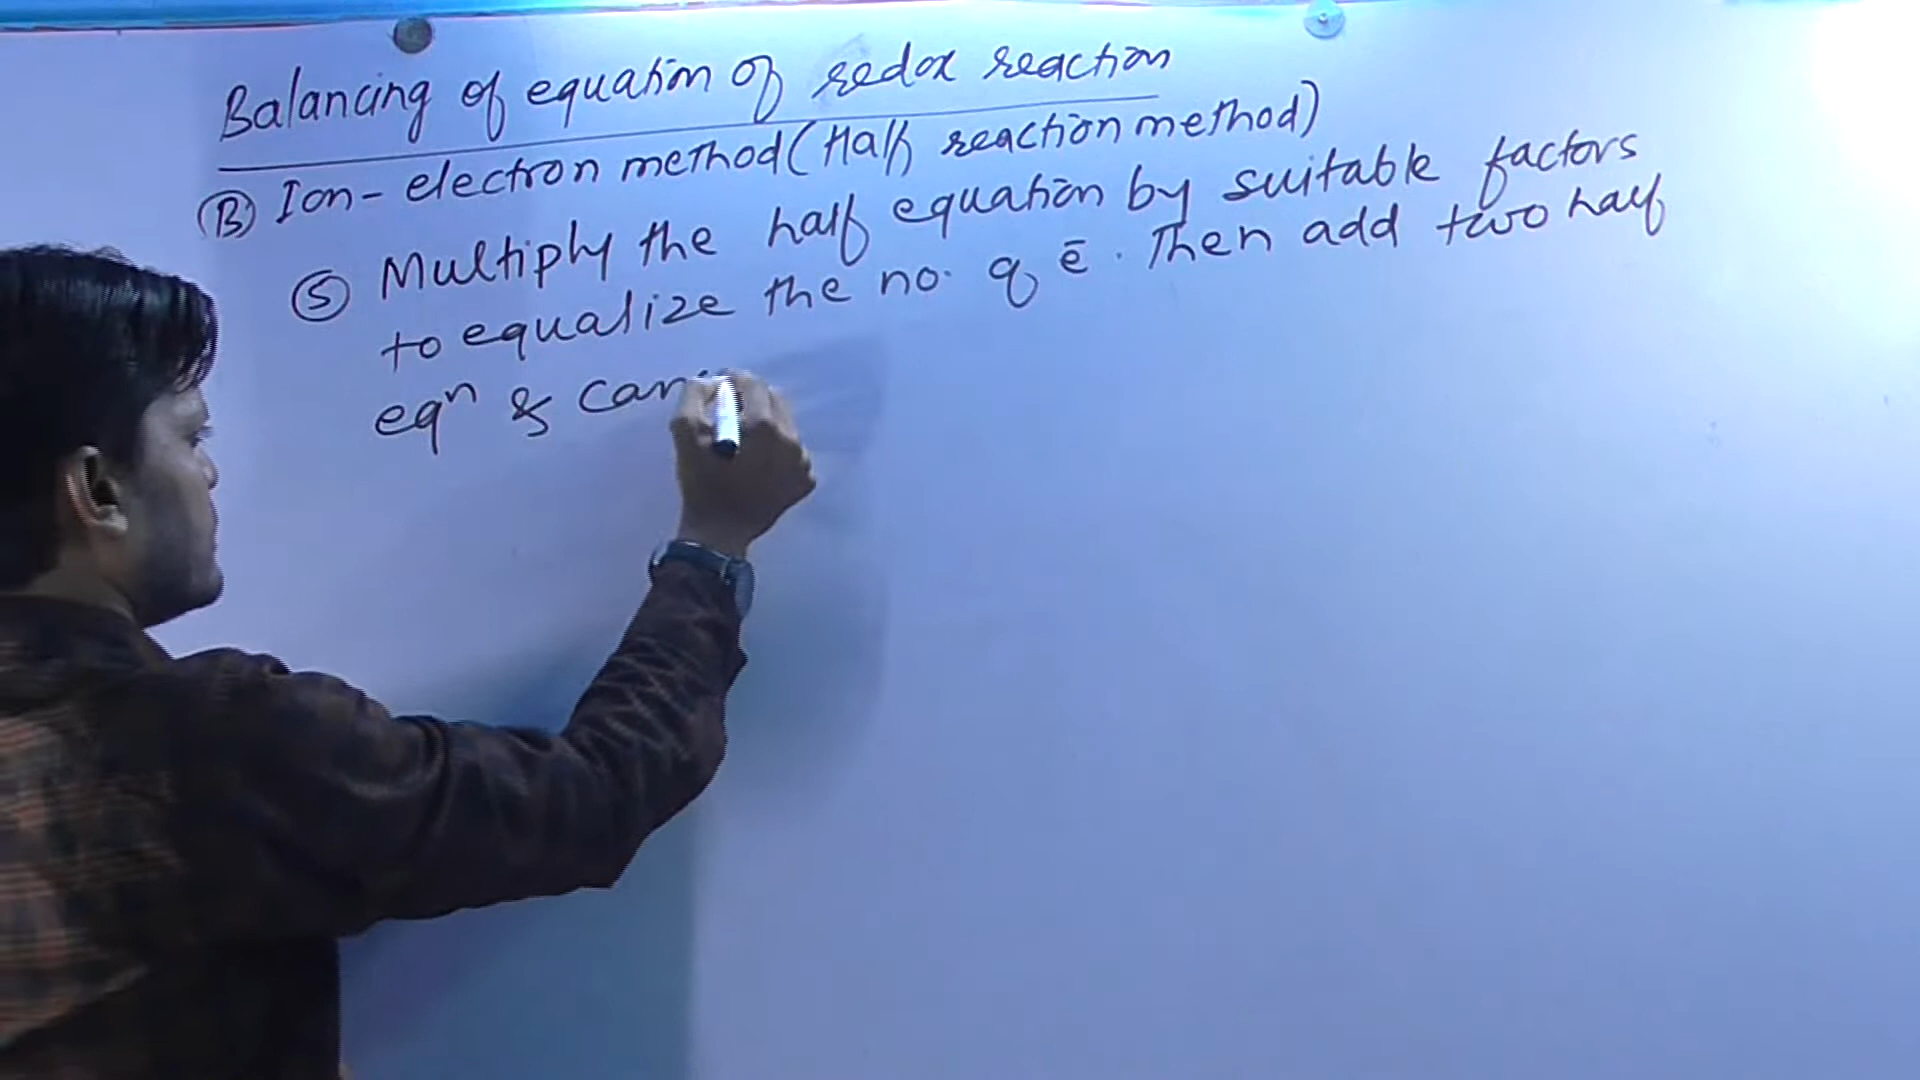 Balancing of equation of redox reaction
(B) Ion-electron method (Half reaction method)
(5) Multiply the half equation by suitable factors
to equalize the no. of ē. Then add two half
eqⁿ & can